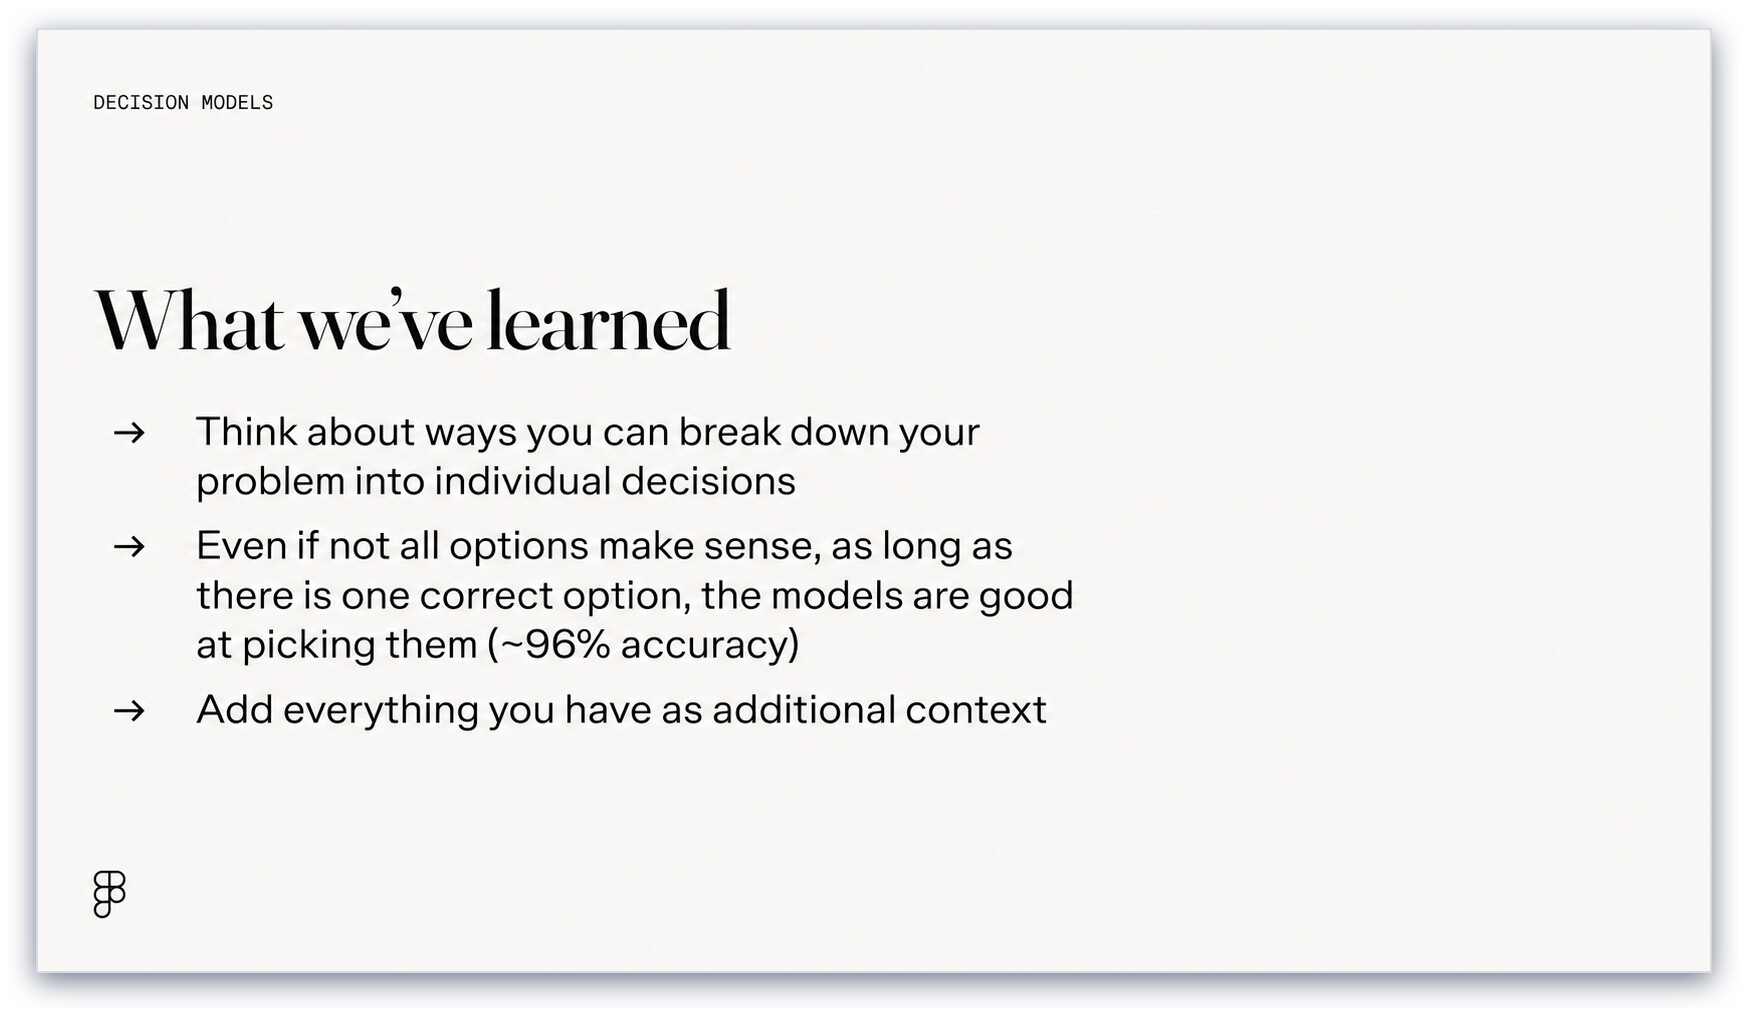 DECISION MODELS
What we’ve learned
→ Think about ways you can break down your
problem into individual decisions
→ Even if not all options make sense, as long as
there is one correct option, the models are good
at picking them (~96% accuracy)
→ Add everything you have as additional context